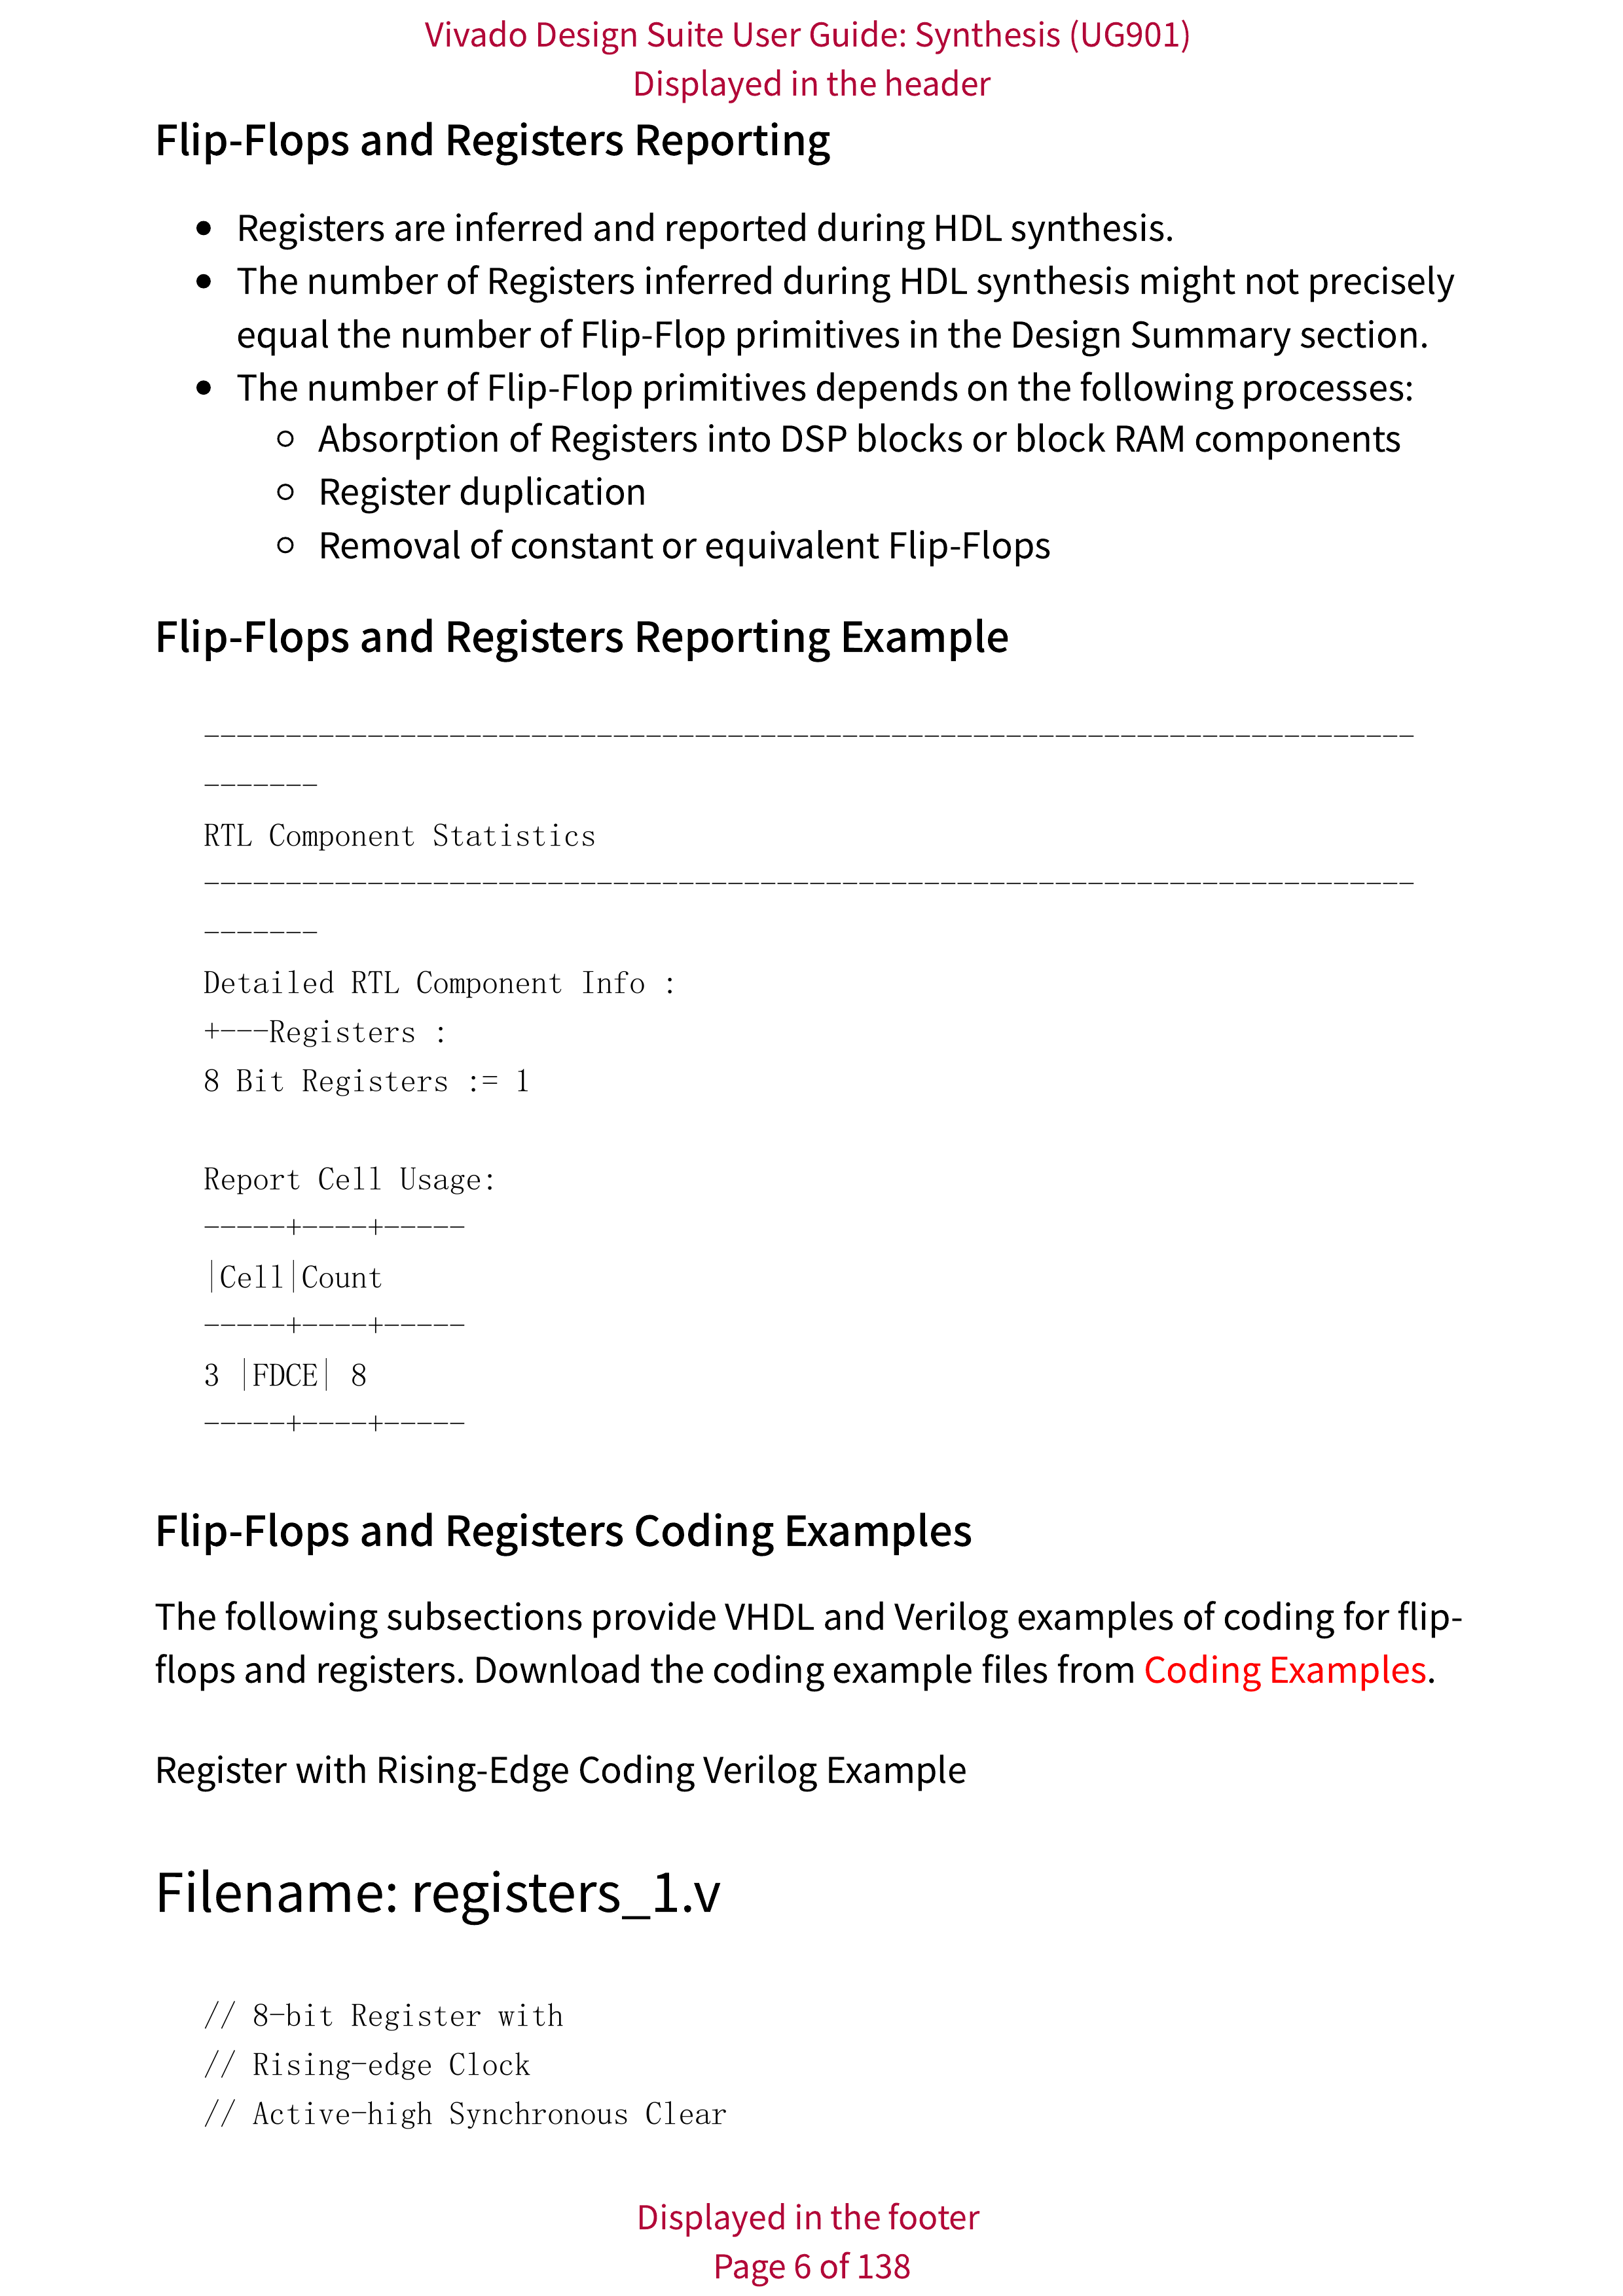 Vivado Design Suite User Guide: Synthesis (UG901)
Displayed in the header
Flip-Flops and Registers Reporting
• Registers are inferred and reported during HDL synthesis.
• The number of Registers inferred during HDL synthesis might not precisely
equal the number of Flip-Flop primitives in the Design Summary section.
• The number of Flip-Flop primitives depends on the following processes:
◦ Absorption of Registers into DSP blocks or block RAM components
◦ Register duplication
◦ Removal of constant or equivalent Flip-Flops
Flip-Flops and Registers Reporting Example
--------------------------------------------------------------------------
-------
RTL Component Statistics
--------------------------------------------------------------------------
-------
Detailed RTL Component Info :
+---Registers :
8 Bit Registers := 1
Report Cell Usage:
-----+----+-----
|Cell|Count
-----+----+-----
3 |FDCE| 8
-----+----+-----
Flip-Flops and Registers Coding Examples
The following subsections provide VHDL and Verilog examples of coding for flip-
flops and registers. Download the coding example files from Coding Examples.
Register with Rising-Edge Coding Verilog Example
Filename: registers_1.v
// 8-bit Register with
// Rising-edge Clock
// Active-high Synchronous Clear
Displayed in the footer
Page 6 of 138